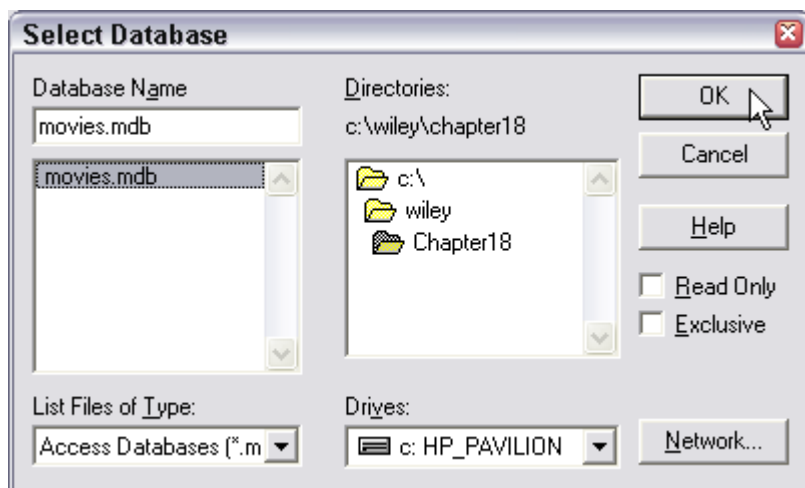 Select Database
Database Name
movies.mdb
movies.mdb
Directories:
c:\wiley\chapter18
c:\
wiley
Chapter18
OK
Cancel
Help
Read Only
Exclusive
List Files of Type:
Access Databases (*.m
Drives:
c: HP_PAVILION
Network...